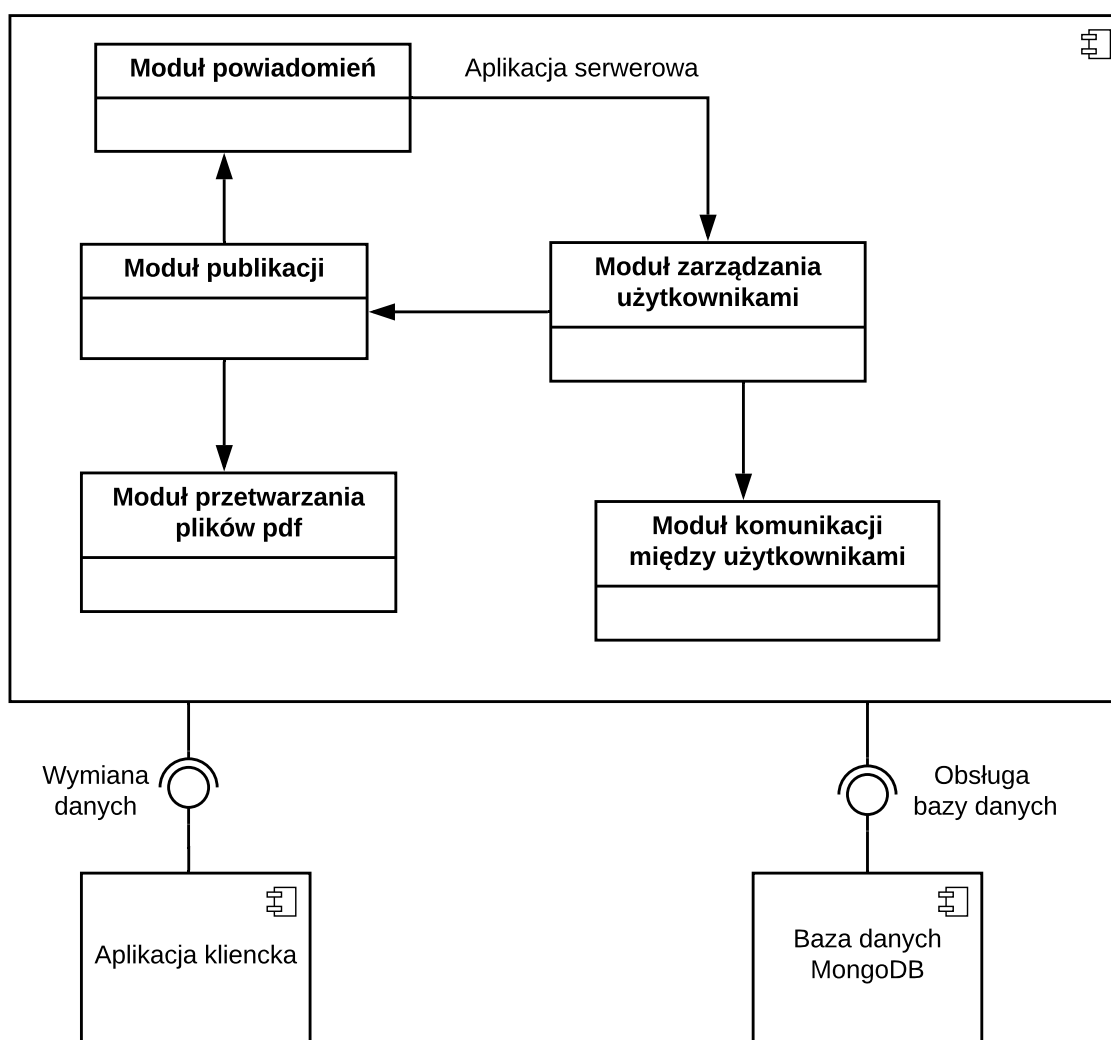 Moduł powiadomień
Aplikacja serwerowa
Moduł publikacji
Moduł zarządzania
użytkownikami
Moduł przetwarzania
plików pdf
Moduł komunikacji
między użytkownikami
Wymiana
danych
Obsługa
bazy danych
Aplikacja kliencka
Baza danych
MongoDB